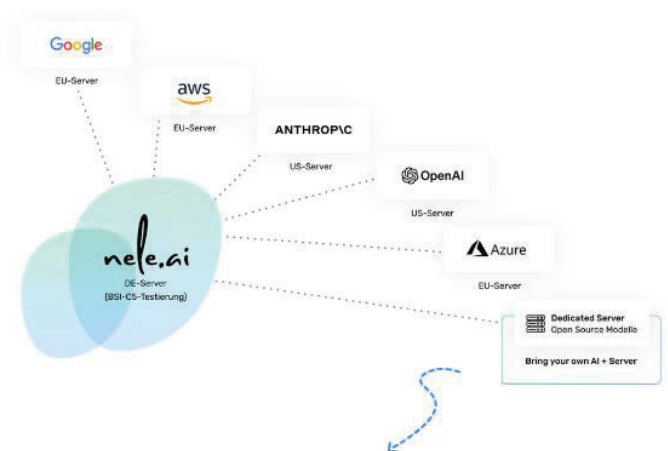 Google
EU-Server
aws
EU-Server
ANTHROP\C
US-Server
OpenAI
US-Server
Azure
EU-Server
nele.ai
DE-Server
(BSI-C5-Testierung)
Dedicated Server
Open Source Modelle
Bring your own AI + Server